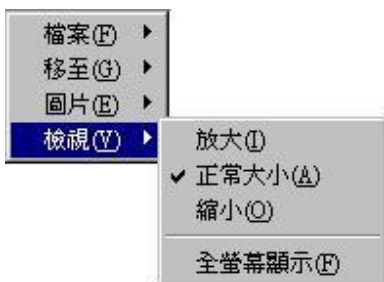 檔案(F)
移至(G)
圖片(E)
檢視(V)
放大(I)
正常大小(A)
縮小(O)
全螢幕顯示(F)